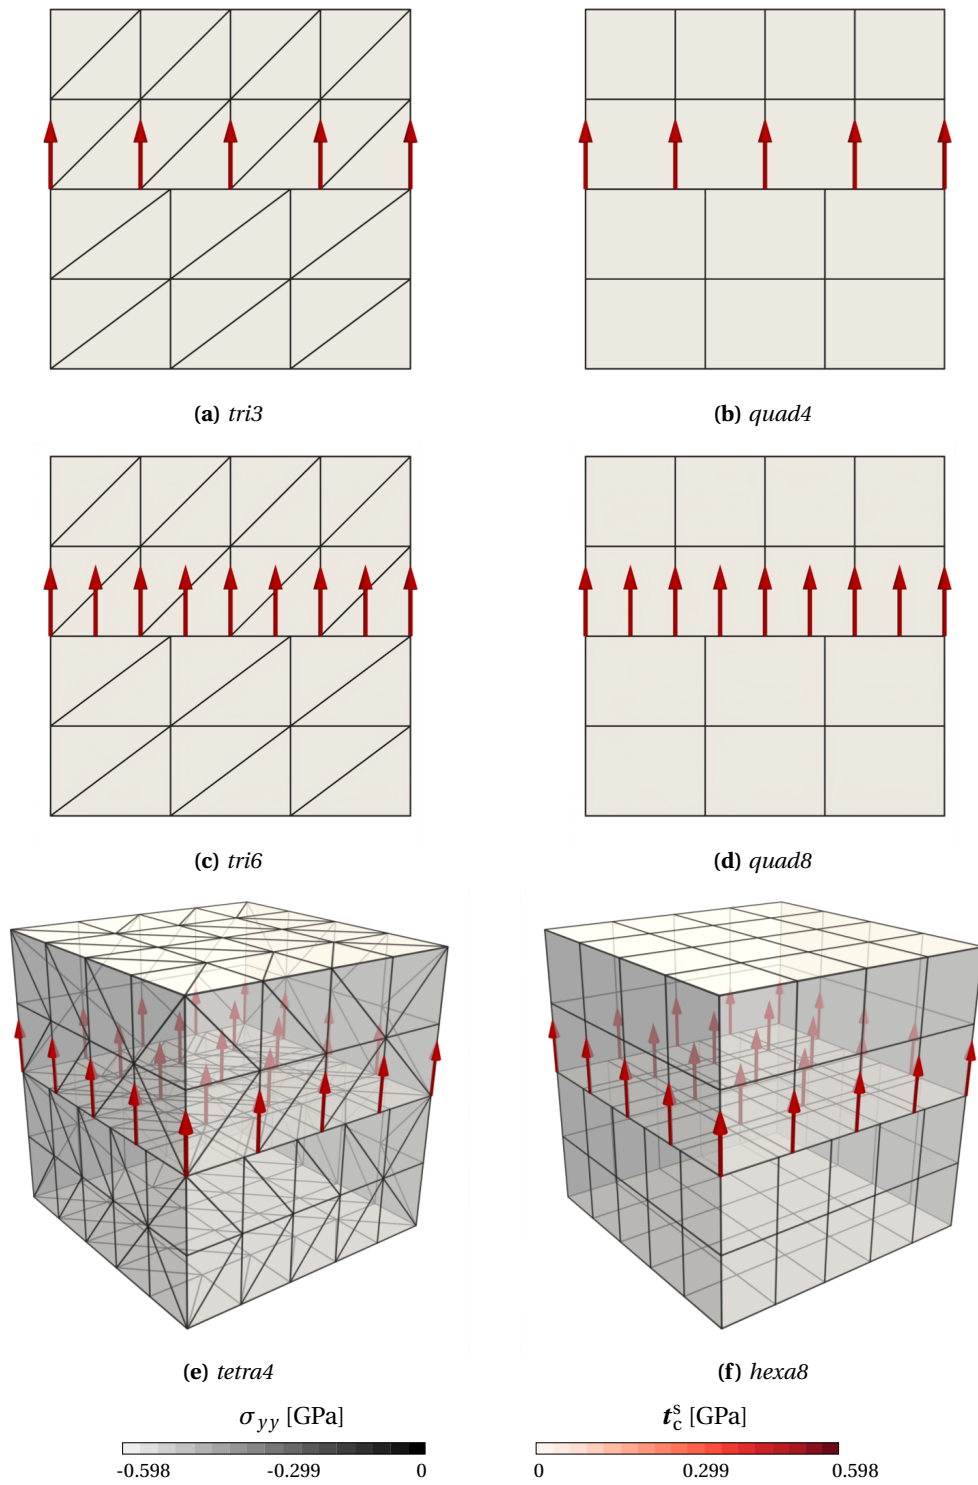 (a) tri3
(b) quad4
(c) tri6
(d) quad8
(e) tetra4
(f) hexa8
σyy [GPa]
-0.598 -0.299 0
t_c^s [GPa]
0 0.299 0.598